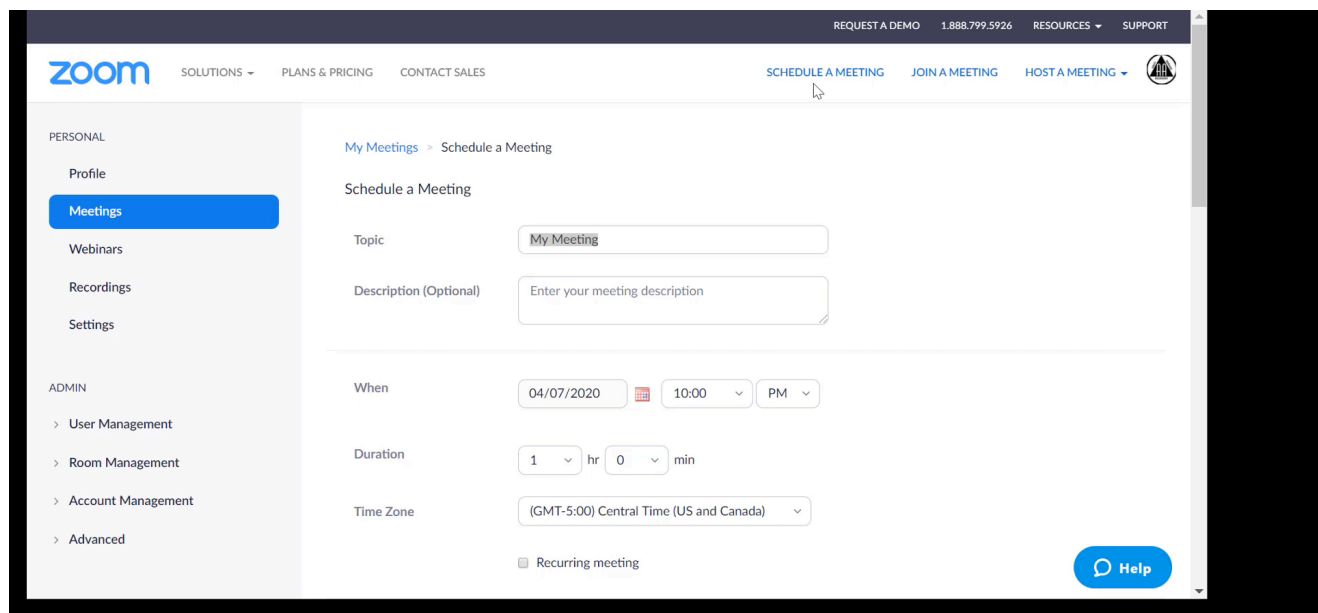 REQUEST A DEMO 1.888.799.5926 RESOURCES SUPPORT
zoom SOLUTIONS PLANS & PRICING CONTACT SALES SCHEDULE A MEETING JOIN A MEETING HOST A MEETING AA
PERSONAL
Profile
Meetings
Webinars
Recordings
Settings
ADMIN
> User Management
> Room Management
> Account Management
> Advanced
My Meetings > Schedule a Meeting
Schedule a Meeting
Topic My Meeting
Description (Optional) Enter your meeting description
When 04/07/2020 10:00 PM
Duration 1 hr 0 min
Time Zone (GMT-5:00) Central Time (US and Canada)
Recurring meeting
Help